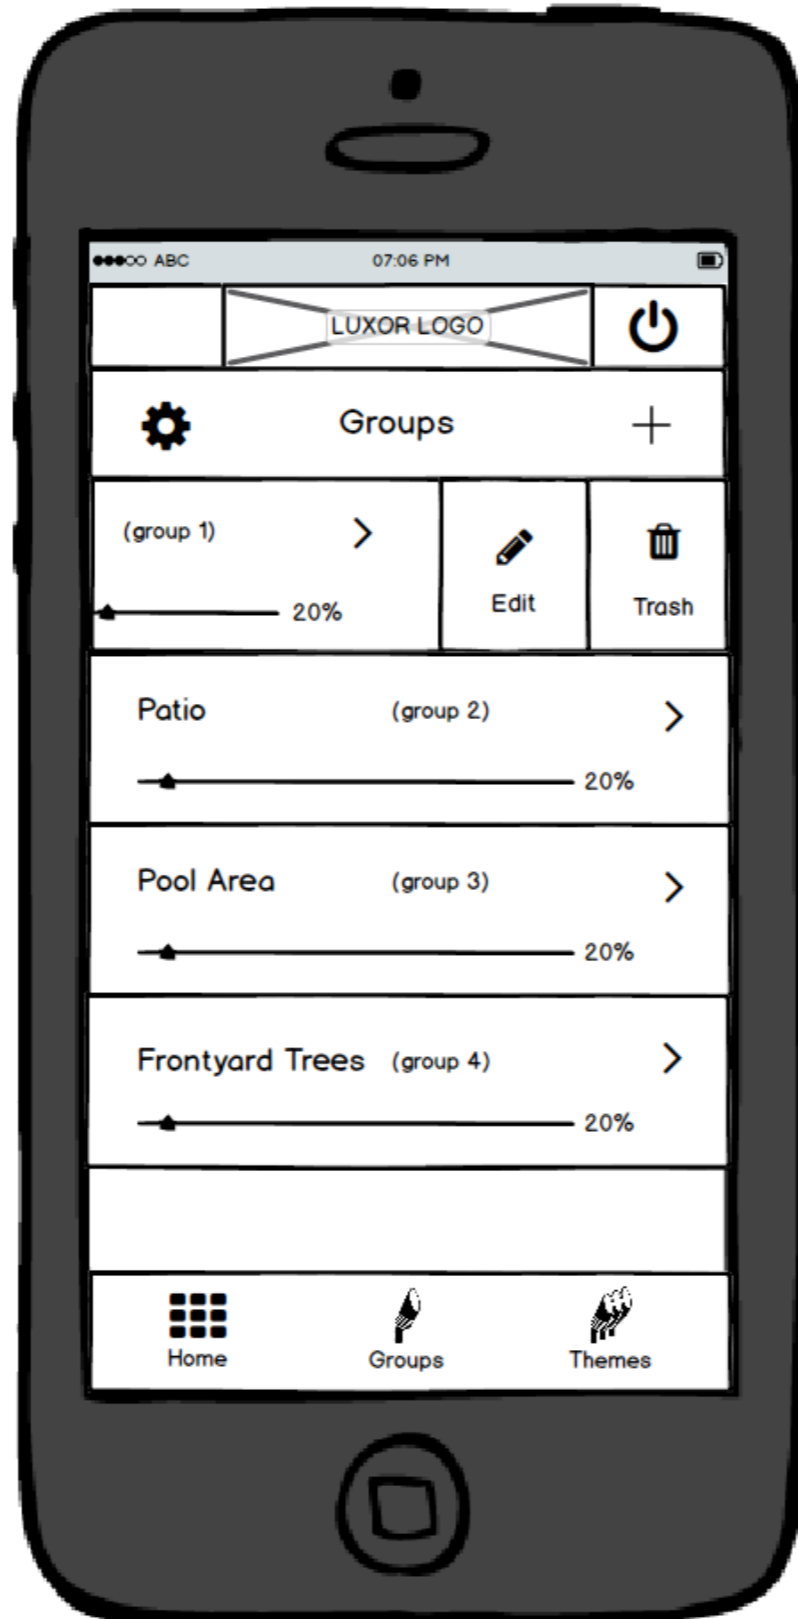 ABC 07:06 PM
LUXOR LOGO
Groups
(group 1)
20%
Edit
Trash
Patio (group 2)
20%
Pool Area (group 3)
20%
Frontyard Trees (group 4)
20%
Home Groups Themes